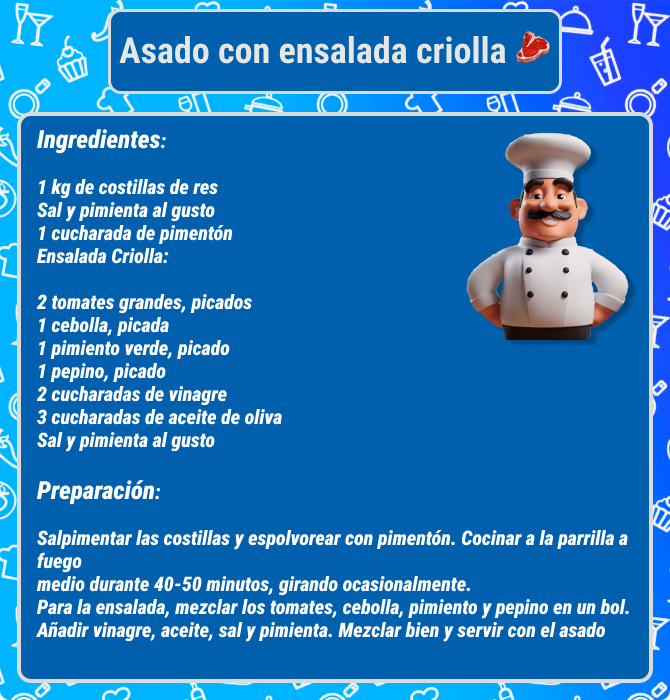 Asado con ensalada criolla
Ingredientes:
1 kg de costillas de res
Sal y pimienta al gusto
1 cucharada de pimentón
Ensalada Criolla:
2 tomates grandes, picados
1 cebolla, picada
1 pimiento verde, picado
1 pepino, picado
2 cucharadas de vinagre
3 cucharadas de aceite de oliva
Sal y pimienta al gusto
Preparación:
Salpimentar las costillas y espolvorear con pimentón. Cocinar a la parrilla a
fuego
medio durante 40-50 minutos, girando ocasionalmente.
Para la ensalada, mezclar los tomates, cebolla, pimiento y pepino en un bol.
Añadir vinagre, aceite, sal y pimienta. Mezclar bien y servir con el asado